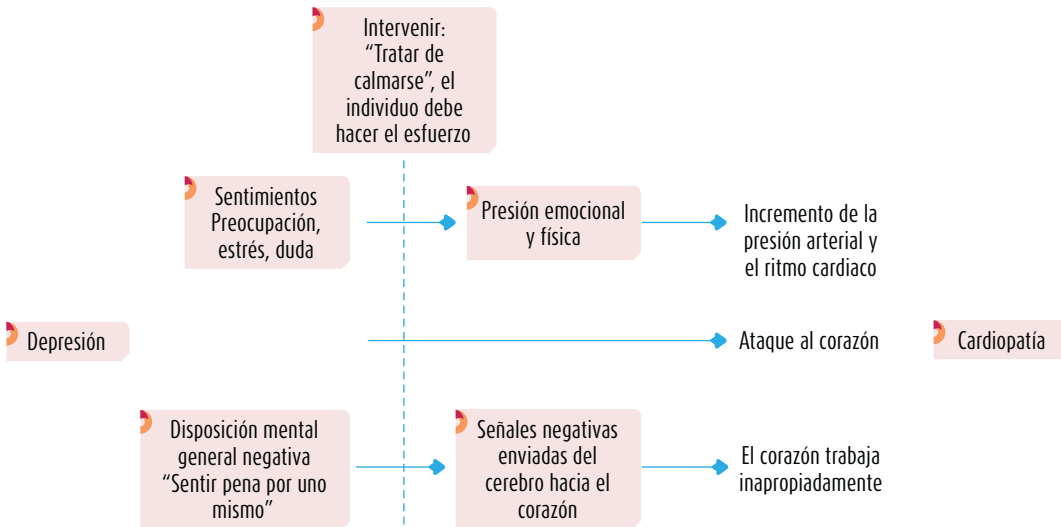 Intervenir:
“Tratar de
calmarse”, el
individuo debe
hacer el esfuerzo
Sentimientos
Preocupación,
estrés, duda
Presión emocional
y física
Incremento de la
presión arterial y
el ritmo cardiaco
Depresión
Ataque al corazón
Cardiopatía
Disposición mental
general negativa
“Sentir pena por uno
mismo”
Señales negativas
enviadas del
cerebro hacia el
corazón
El corazón trabaja
inapropiadamente